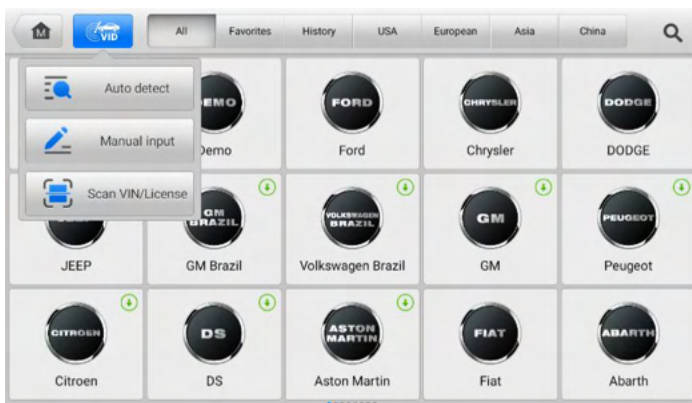 M
VID
All
Favorites
History
USA
European
Asia
China
Auto detect
Manual input
Scan VIN/License
EMO
Demo
FORD
Ford
CHRYSLER
Chrysler
DODGE
DODGE
JEEP
GM
BRAZIL
GM Brazil
VOLKSWAGEN
BRAZIL
Volkswagen Brazil
GM
GM
PEUGEOT
Peugeot
CITROEN
Citroen
DS
DS
ASTON
MARTIN
Aston Martin
FIAT
Fiat
ABARTH
Abarth